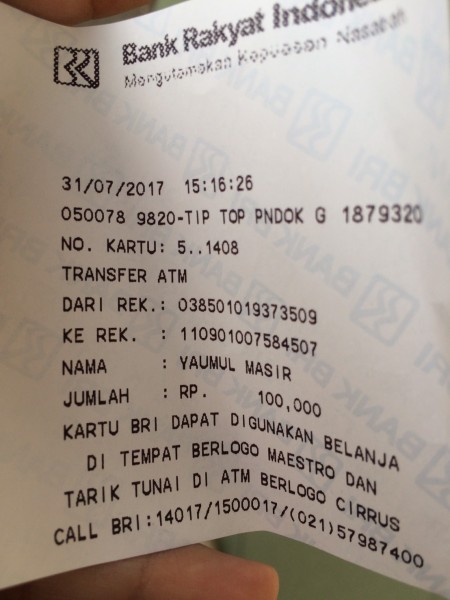 Bank Rakyat Indone
Mengutamakan Kepuasan Nasabah
31/07/2017 15:16:26
050078 9820-TIP TOP PNDOK G 1879320
NO. KARTU: 5..1408
TRANSFER ATM
DARI REK.: 038501019373509
KE REK. : 110901007584507
NAMA : YAUMUL MASIR
JUMLAH : RP. 100,000
KARTU BRI DAPAT DIGUNAKAN BELANJA
DI TEMPAT BERLOGO MAESTRO DAN
TARIK TUNAI DI ATM BERLOGO CIRRUS
CALL BRI:14017/1500017/(021)57987400